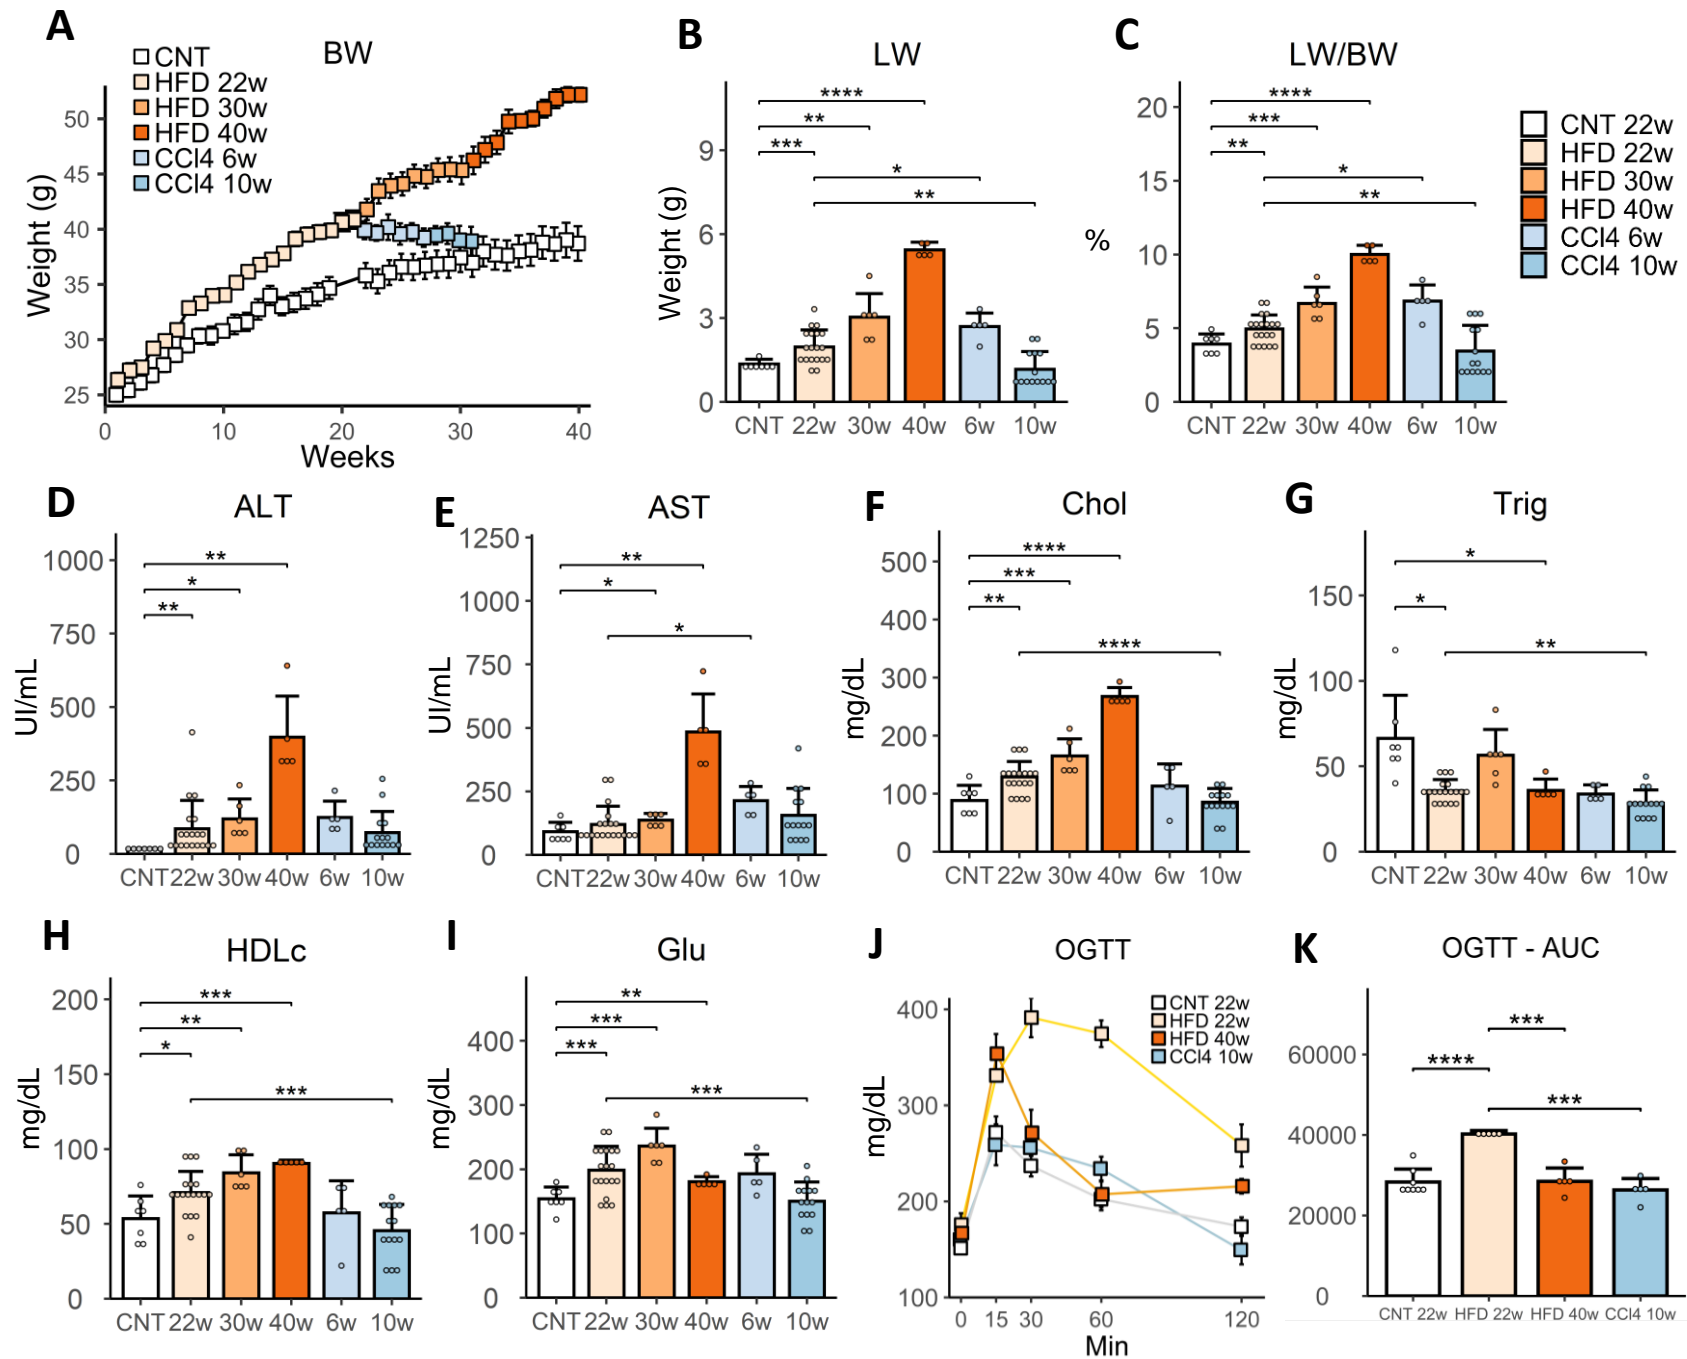 A
BW
CNT
HFD 22w
HFD 30w
HFD 40w
CCl4 6w
CCl4 10w
Weight (g)
50
45
40
35
30
25
0 10 20 30 40
Weeks
B
LW
Weight (g)
9
6
3
0
****
**
***
*
**
CNT 22w 30w 40w 6w 10w
C
LW/BW
%
20
15
10
5
0
****
***
**
*
**
CNT 22w 30w 40w 6w 10w
CNT 22w
HFD 22w
HFD 30w
HFD 40w
CCl4 6w
CCl4 10w
D
ALT
UI/mL
1000
750
500
250
0
**
*
**
CNT 22w 30w 40w 6w 10w
E
AST
UI/mL
1250
1000
750
500
250
0
**
*
*
CNT 22w 30w 40w 6w 10w
F
Chol
mg/dL
500
400
300
200
100
0
****
***
**
****
CNT 22w 30w 40w 6w 10w
G
Trig
mg/dL
150
100
50
0
*
*
**
CNT 22w 30w 40w 6w 10w
H
HDLc
mg/dL
200
150
100
50
0
***
**
*
***
CNT 22w 30w 40w 6w 10w
I
Glu
mg/dL
400
300
200
100
0
**
***
***
***
CNT 22w 30w 40w 6w 10w
J
OGTT
CNT 22w
HFD 22w
HFD 40w
CCl4 10w
mg/dL
400
300
200
100
0 15 30 60 120
Min
K
OGTT - AUC
60000
40000
20000
0
***
****
***
CNT 22w HFD 22w HFD 40w CCl4 10w